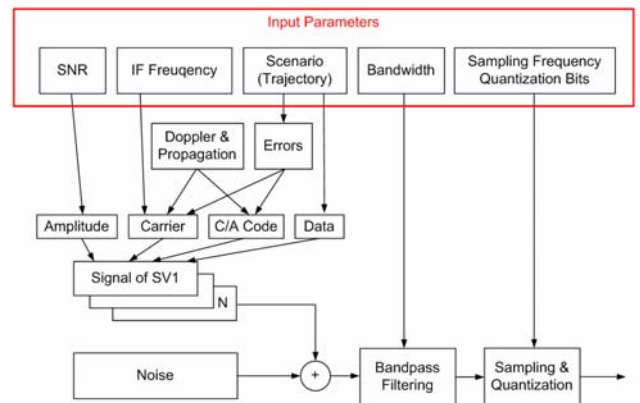 Input Parameters
SNR
IF Freuqency
Scenario
(Trajectory)
Bandwidth
Sampling Frequency
Quantization Bits
Doppler &
Propagation
Errors
Amplitude
Carrier
C/A Code
Data
Signal of SV1
N
Noise
+
Bandpass
Filtering
Sampling &
Quantization